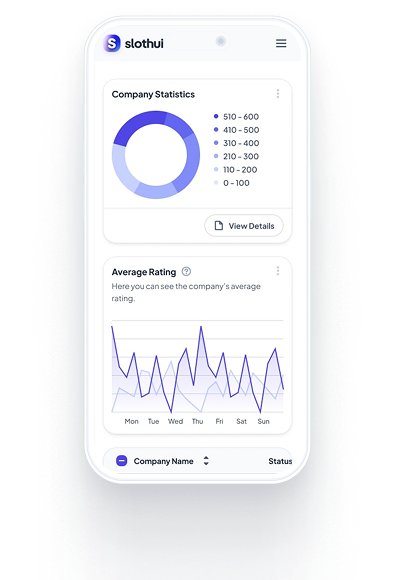 S slothui
Company Statistics
510 - 600
410 - 500
310 - 400
210 - 300
110 - 200
0 - 100
View Details
Average Rating
Here you can see the company's average
rating.
Mon Tue Wed Thu Fri Sat Sun
Company Name Status